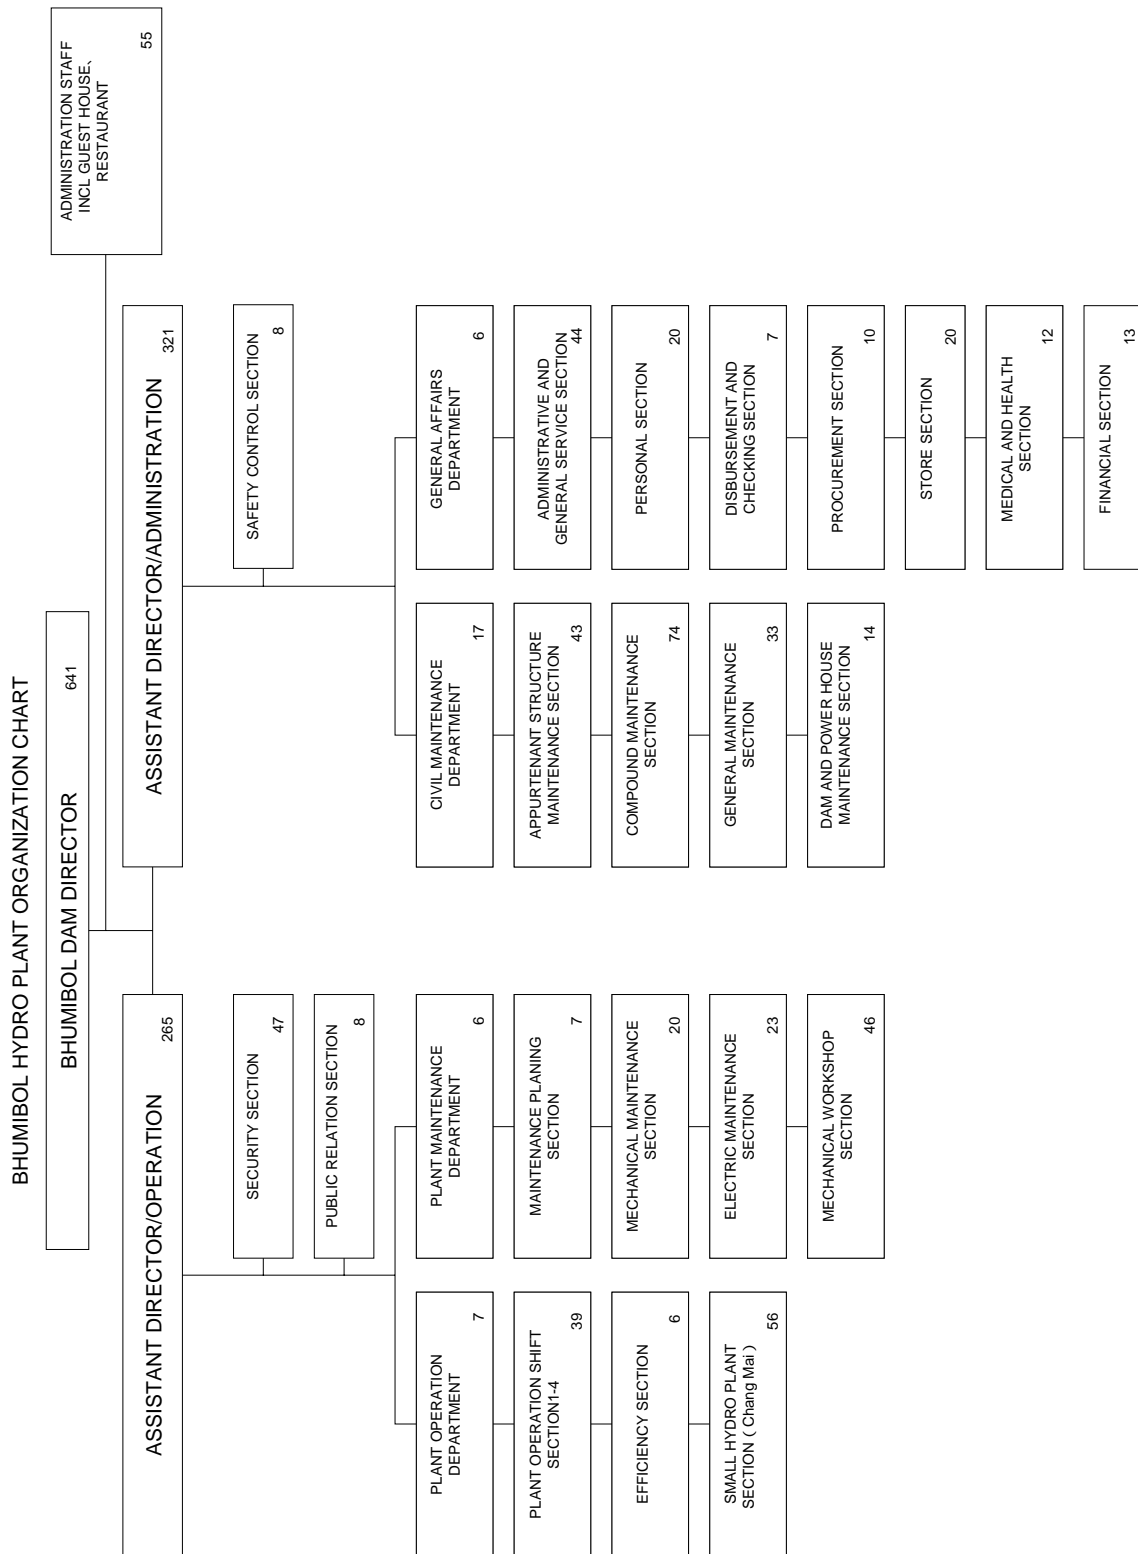 BHUMIBOL HYDRO PLANT ORGANIZATION CHART
BHUMIBOL DAM DIRECTOR
641
ADMINISTRATION STAFF
INCL GUEST HOUSE、
RESTAURANT
55
ASSISTANT DIRECTOR/OPERATION
265
ASSISTANT DIRECTOR/ADMINISTRATION
321
SECURITY SECTION
47
PUBLIC RELATION SECTION
8
SAFETY CONTROL SECTION
8
PLANT OPERATION
DEPARTMENT
7
PLANT OPERATION SHIFT
SECTION1-4
39
EFFICIENCY SECTION
6
SMALL HYDRO PLANT
SECTION ( Chang Mai )
56
PLANT MAINTENANCE
DEPARTMENT
6
MAINTENANCE PLANING
SECTION
7
MECHANICAL MAINTENANCE
SECTION
20
ELECTRIC MAINTENANCE
SECTION
23
MECHANICAL WORKSHOP
SECTION
46
CIVIL MAINTENANCE
DEPARTMENT
17
APPURTENANT STRUCTURE
MAINTENANCE SECTION
43
COMPOUND MAINTENANCE
SECTION
74
GENERAL MAINTENANCE
SECTION
33
DAM AND POWER HOUSE
MAINTENANCE SECTION
14
GENERAL AFFAIRS
DEPARTMENT
6
ADMINISTRATIVE AND
GENERAL SERVICE SECTION
44
PERSONAL SECTION
20
DISBURSEMENT AND
CHECKING SECTION
7
PROCUREMENT SECTION
10
STORE SECTION
20
MEDICAL AND HEALTH
SECTION
12
FINANCIAL SECTION
13